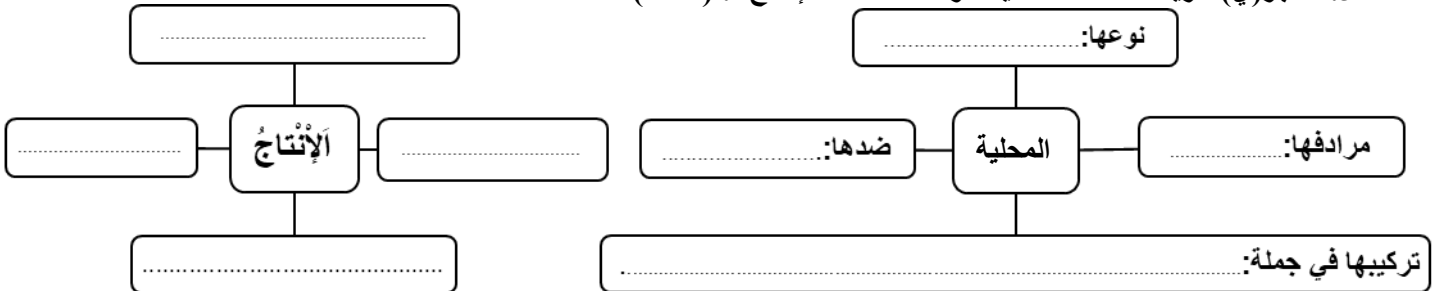 نوعها:..............................
مرادفها:....................
المحلية
ضدها:..........................
اَلْإِنْتاجُ
تركيبها في جملة:...............................................................................................................